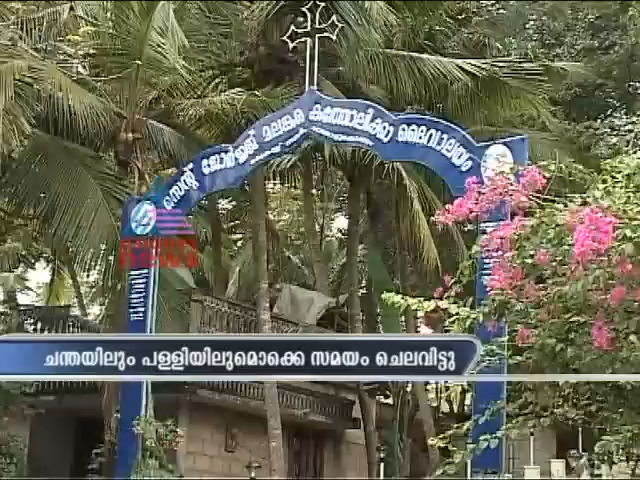 സെന്റ് ജോർജ്ജ് മലങ്കര കത്തോലിക്കാ ദൈവാലയം
NEWS
ചന്തയിലും പള്ളിയിലുമൊക്കെ സമയം ചെലവിട്ടു